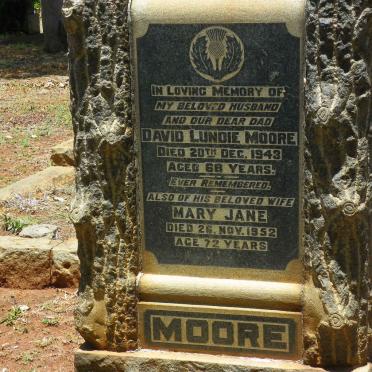 IN LOVING MEMORY OF
MY BELOVED HUSBAND
AND OUR DEAR DAD
DAVID LUNDIE MOORE
DIED 20TH DEC. 1943
AGED 68 YEARS.
EVER REMEMBERED.
ALSO OF HIS BELOVED WIFE
MARY JANE
DIED 26. NOV. 1952
AGE 72 YEARS
MOORE